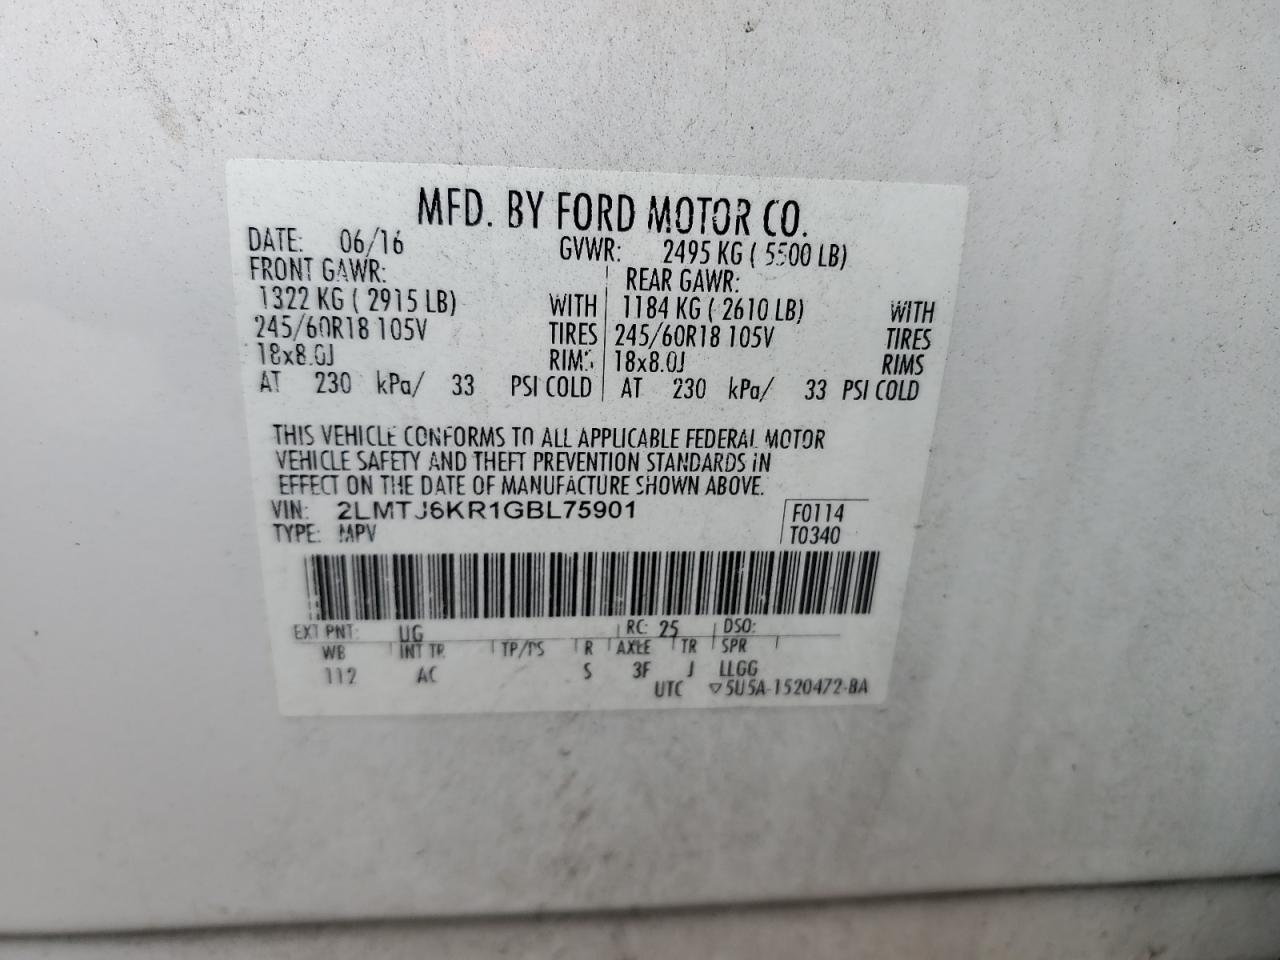 MFD. BY FORD MOTOR CO.
DATE: 06/16 GVWR: 2495 KG ( 5500 LB)
FRONT GAWR: REAR GAWR:
1322 KG ( 2915 LB) WITH 1184 KG ( 2610 LB) WITH
245/60R18 105V TIRES 245/60R18 105V TIRES
18x8.0J RIMS 18x8.0J RIMS
AT 230 kPa/ 33 PSI COLD AT 230 kPa/ 33 PSI COLD
THIS VEHICLE CONFORMS TO ALL APPLICABLE FEDERAL MOTOR
VEHICLE SAFETY AND THEFT PREVENTION STANDARDS IN
EFFECT ON THE DATE OF MANUFACTURE SHOWN ABOVE.
VIN: 2LMTJ6KR1GBL75901 F0114
TYPE: MPV T0340
EXT PNT: UG RC: 25 DSO:
WB INT TR TP/PS R AXLE TR SPR
112 AC S 3F J LLGG
UTC ▽5U5A-1520472-BA